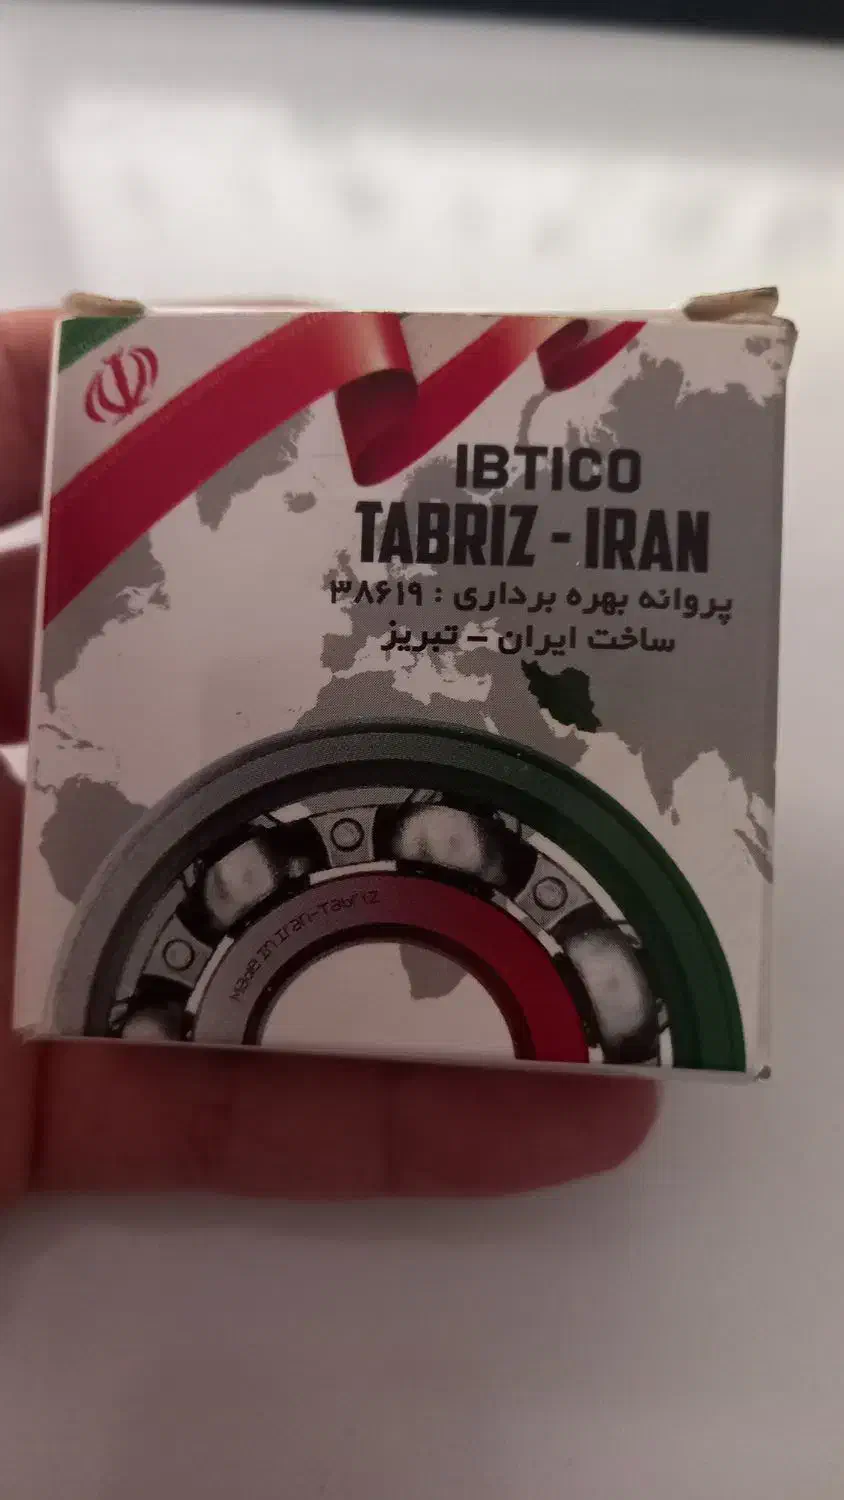 IBTICO
TABRIZ - IRAN
پروانه بهره برداری : ۳۸۶۱۹
ساخت ایران – تبریز
Made In Iran-Tabriz